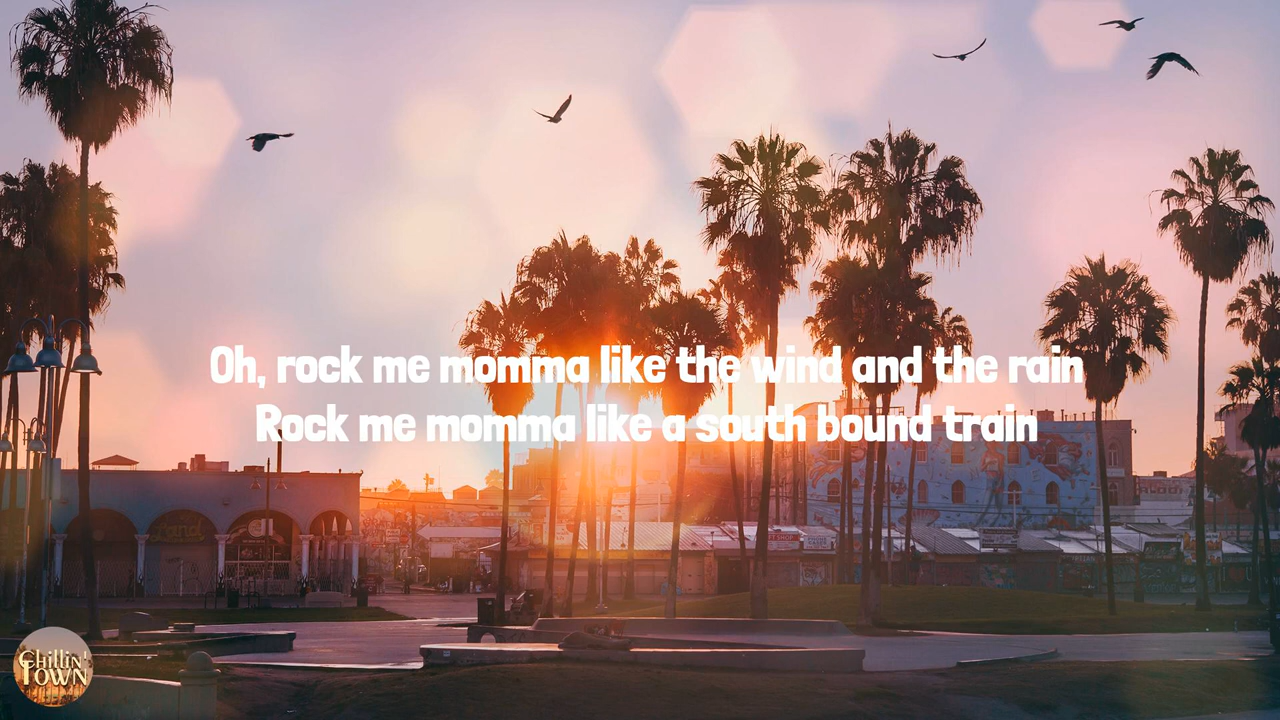 Oh, rock me momma like the wind and the rain
Rock me momma like a south bound train
Chillin'
TOWN